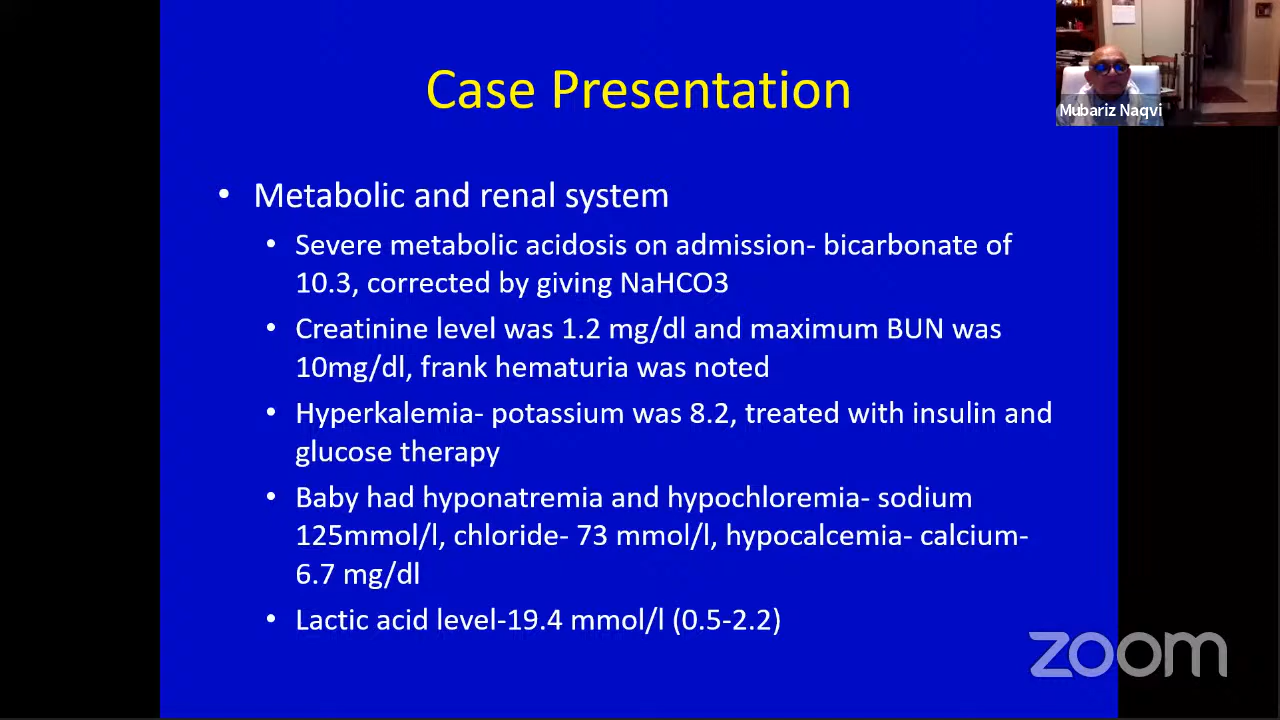 Case Presentation
Mubariz Naqvi
• Metabolic and renal system
• Severe metabolic acidosis on admission- bicarbonate of
10.3, corrected by giving NaHCO3
• Creatinine level was 1.2 mg/dl and maximum BUN was
10mg/dl, frank hematuria was noted
• Hyperkalemia- potassium was 8.2, treated with insulin and
glucose therapy
• Baby had hyponatremia and hypochloremia- sodium
125mmol/l, chloride- 73 mmol/l, hypocalcemia- calcium-
6.7 mg/dl
• Lactic acid level-19.4 mmol/l (0.5-2.2)
zoom